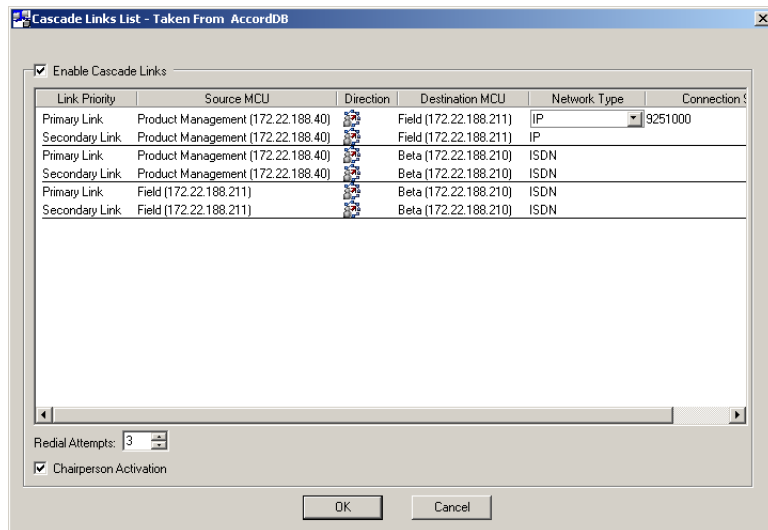 Cascade Links List - Taken From AccordDB
Enable Cascade Links
Link Priority Source MCU Direction Destination MCU Network Type Connection S
Primary Link Product Management (172.22.188.40) Field (172.22.188.211) IP 9251000
Secondary Link Product Management (172.22.188.40) Field (172.22.188.211) IP
Primary Link Product Management (172.22.188.40) Beta (172.22.188.210) ISDN
Secondary Link Product Management (172.22.188.40) Beta (172.22.188.210) ISDN
Primary Link Field (172.22.188.211) Beta (172.22.188.210) ISDN
Secondary Link Field (172.22.188.211) Beta (172.22.188.210) ISDN
Redial Attempts: 3
Chairperson Activation
OK Cancel